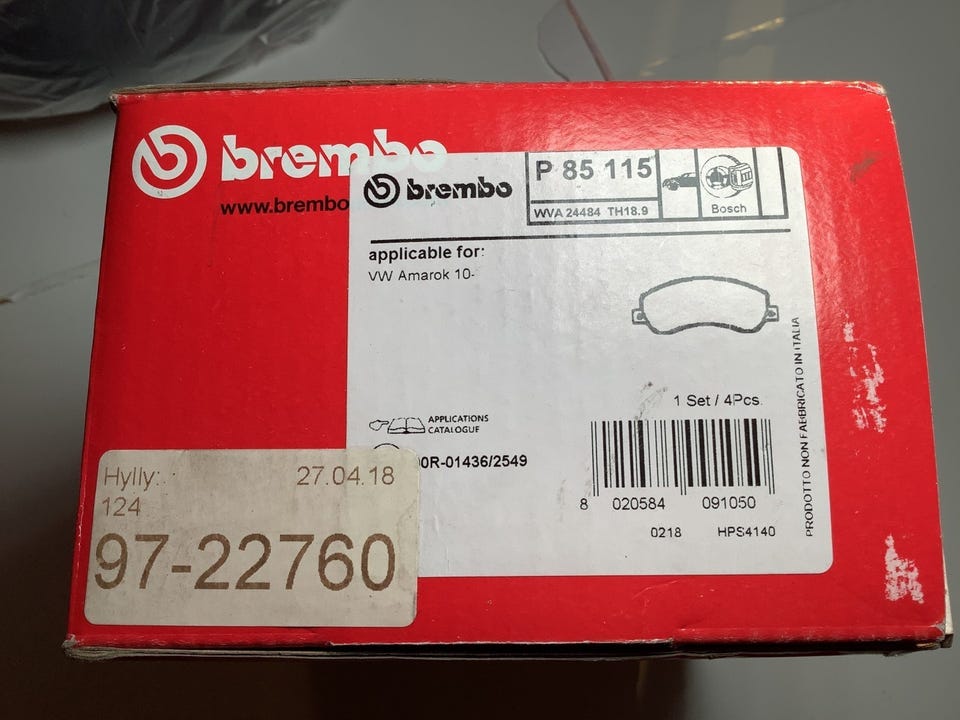 brembo
www.brembo
brembo
P 85 115
WVA 24484 TH18.9
Bosch
applicable for:
VW Amarok 10-
1 Set / 4Pcs.
APPLICATIONS
CATALOGUE
0R-01436/2549
8 020584 091050
0218 HPS4140
PRODOTTO NON FABBRICATO IN ITALIA
Hylly: 27.04.18
124
97-22760